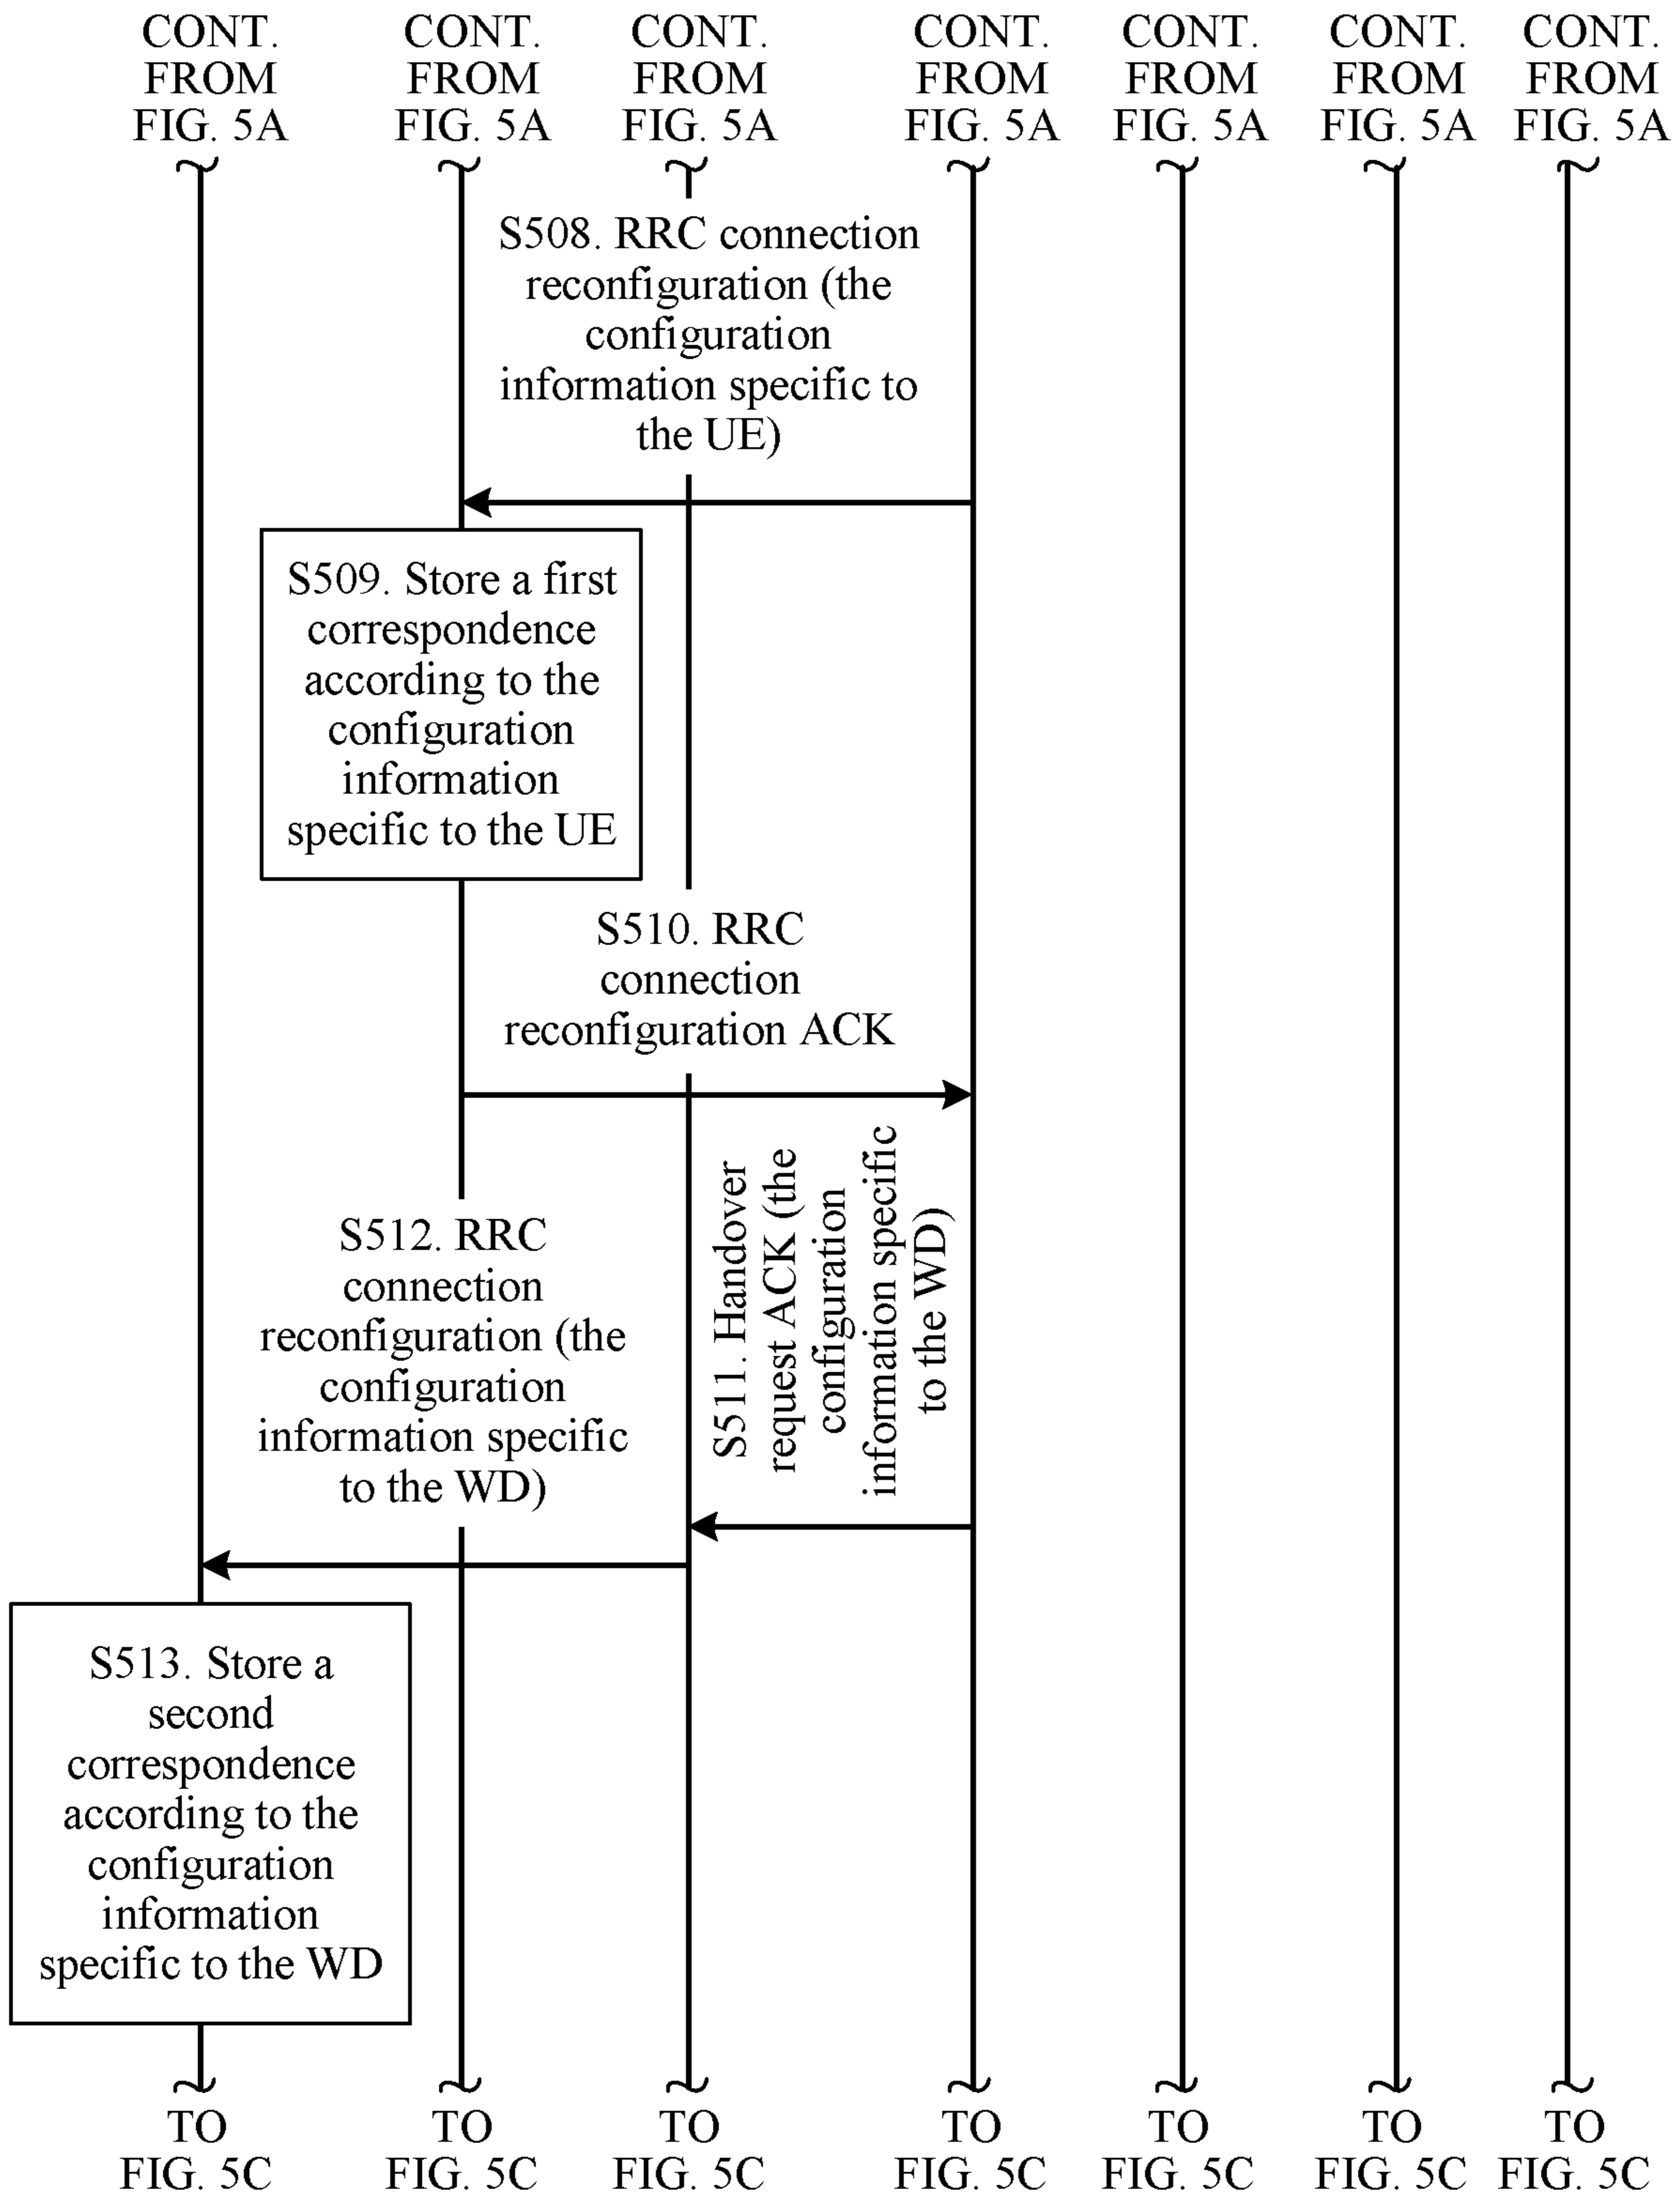 CONT. FROM FIG. 5A
CONT. FROM FIG. 5A
CONT. FROM FIG. 5A
CONT. FROM FIG. 5A
CONT. FROM FIG. 5A
CONT. FROM FIG. 5A
CONT. FROM FIG. 5A
S508. RRC connection
reconfiguration (the
configuration
information specific to
the UE)
S509. Store a first
correspondence
according to the
configuration
information
specific to the UE
S510. RRC
connection
reconfiguration ACK
S511. Handover
request ACK (the
configuration
information specific
to the WD)
S512. RRC
connection
reconfiguration (the
configuration
information specific
to the WD)
S513. Store a
second
correspondence
according to the
configuration
information
specific to the WD
TO FIG. 5C
TO FIG. 5C
TO FIG. 5C
TO FIG. 5C
TO FIG. 5C
TO FIG. 5C
TO FIG. 5C